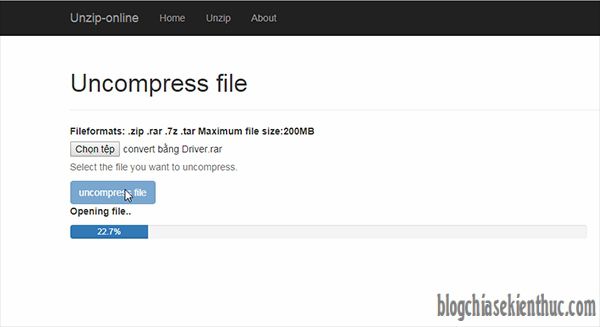 Unzip-online Home Unzip About
Uncompress file
Fileformats: .zip .rar .7z .tar Maximum file size:200MB
Chọn tệp convert bằng Driver.rar
Select the file you want to uncompress.
uncompress file
Opening file..
22.7%
blogchiasekienthuc.com